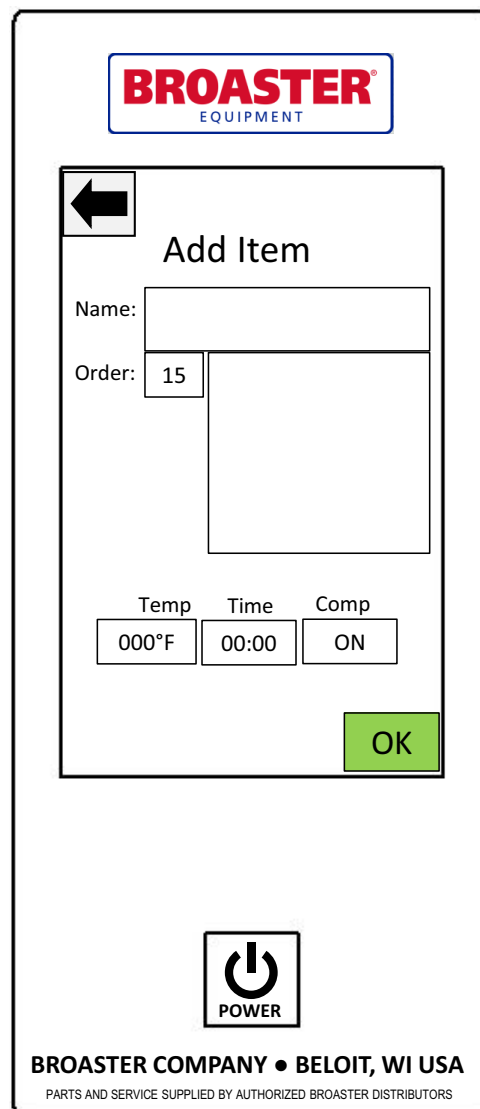 BROASTER®
EQUIPMENT
Add Item
Name:
Order: 15
Temp Time Comp
000°F 00:00 ON
OK
POWER
BROASTER COMPANY ● BELOIT, WI USA
PARTS AND SERVICE SUPPLIED BY AUTHORIZED BROASTER DISTRIBUTORS